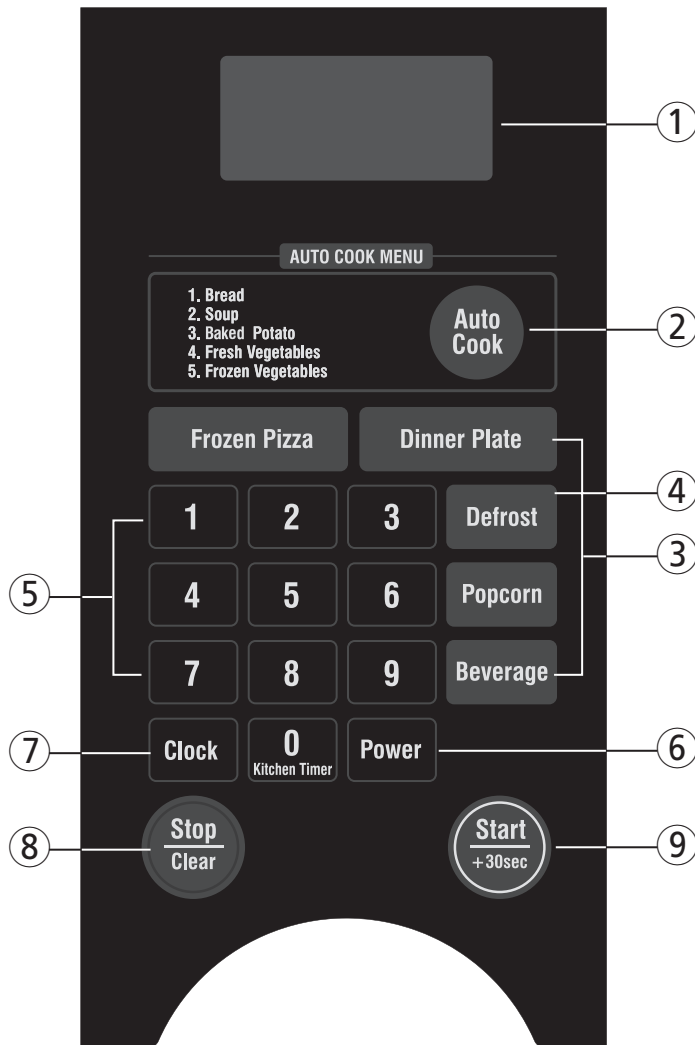 ①
AUTO COOK MENU
1. Bread
2. Soup
3. Baked Potato
4. Fresh Vegetables
5. Frozen Vegetables
Auto
Cook
②
Frozen Pizza
Dinner Plate
1
2
3
Defrost
④
③
4
5
6
Popcorn
⑤
7
8
9
Beverage
⑦
Clock
0
Kitchen Timer
Power
⑥
⑧
Stop
Clear
Start
+30sec
⑨